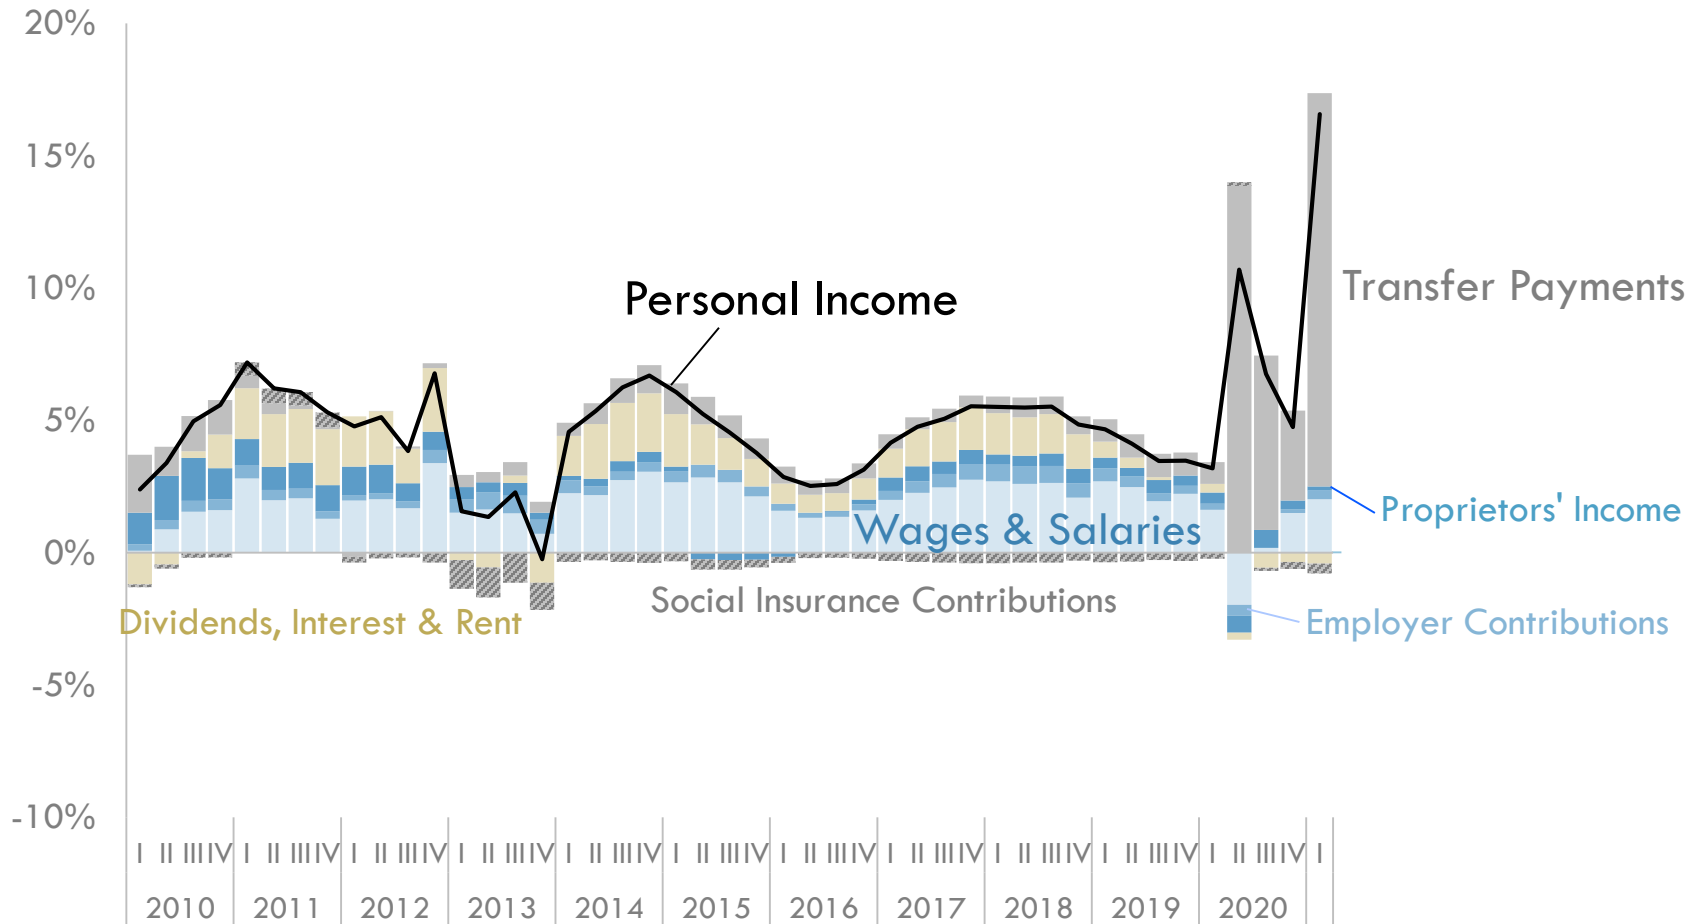 20%
15%
10%
5%
0%
-5%
-10%
Personal Income
Transfer Payments
Proprietors' Income
Wages & Salaries
Social Insurance Contributions
Dividends, Interest & Rent
Employer Contributions
I II III IV I II III IV I II III IV I II III IV I II III IV I II III IV I II III IV I II III IV I II III IV I II III IV I II III IV I
2010 2011 2012 2013 2014 2015 2016 2017 2018 2019 2020